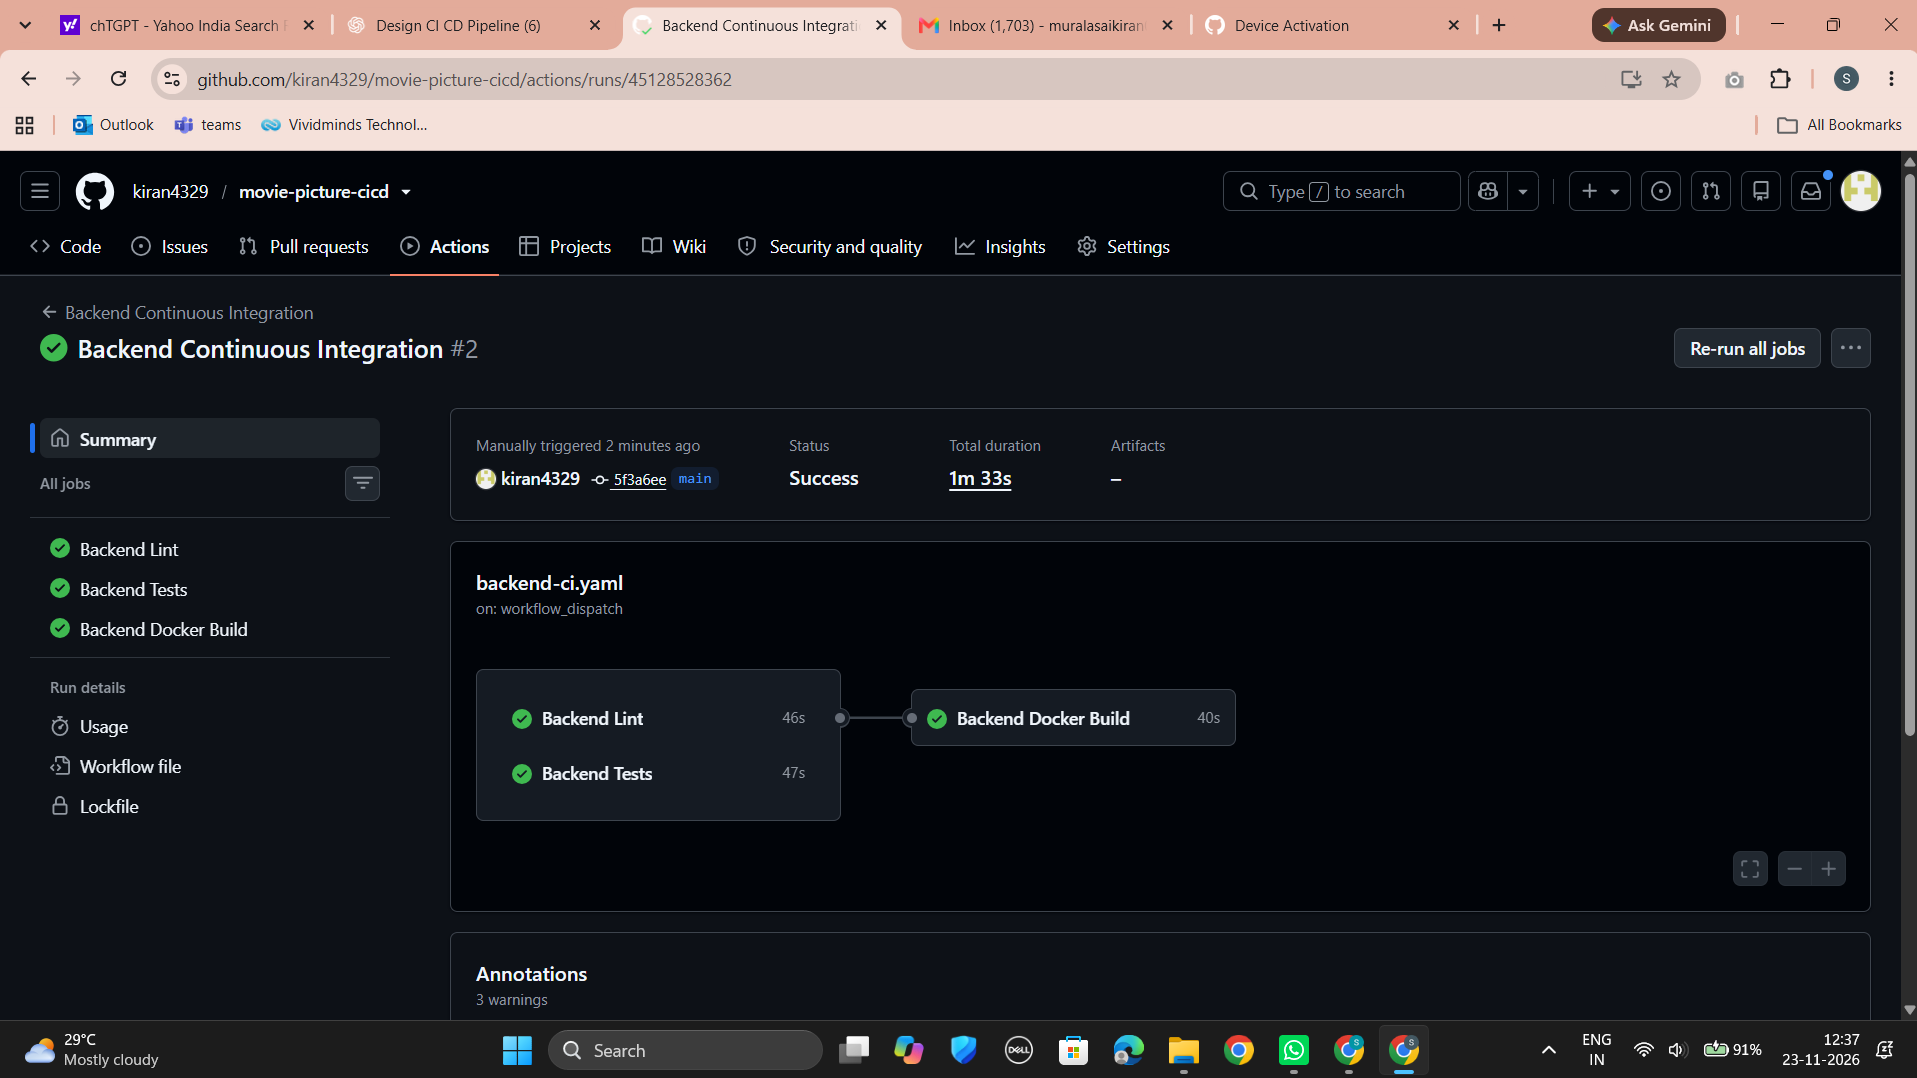 chTGPT - Yahoo India Search
Design CI CD Pipeline (6)
Backend Continuous Integrati
Inbox (1,703) - muralasaikiran
Device Activation
Ask Gemini
github.com/kiran4329/movie-picture-cicd/actions/runs/45128528362
S
Outlook
teams
Vividminds Technol...
All Bookmarks
kiran4329 / movie-picture-cicd
Type / to search
Code
Issues
Pull requests
Actions
Projects
Wiki
Security and quality
Insights
Settings
Backend Continuous Integration
Backend Continuous Integration #2
Re-run all jobs
Summary
All jobs
Backend Lint
Backend Tests
Backend Docker Build
Run details
Usage
Workflow file
Lockfile
Manually triggered 2 minutes ago
kiran4329 5f3a6ee main
Status
Success
Total duration
1m 33s
Artifacts
–
backend-ci.yaml
on: workflow_dispatch
Backend Lint 46s
Backend Tests 47s
Backend Docker Build 40s
Annotations
3 warnings
29°C
Mostly cloudy
Search
DELL
S
S
ENG
IN
91%
12:37
23-11-2026